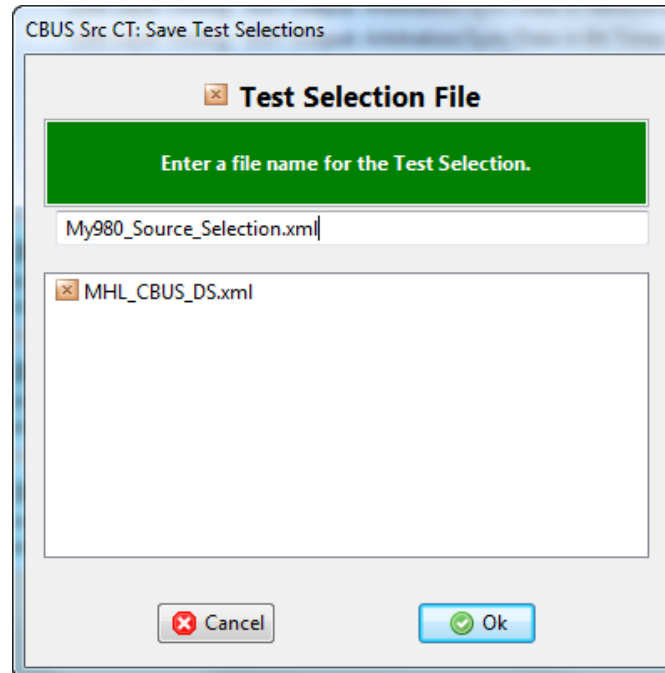 CBUS Src CT: Save Test Selections
Test Selection File
Enter a file name for the Test Selection.
My980_Source_Selection.xml
MHL_CBUS_DS.xml
Cancel
Ok